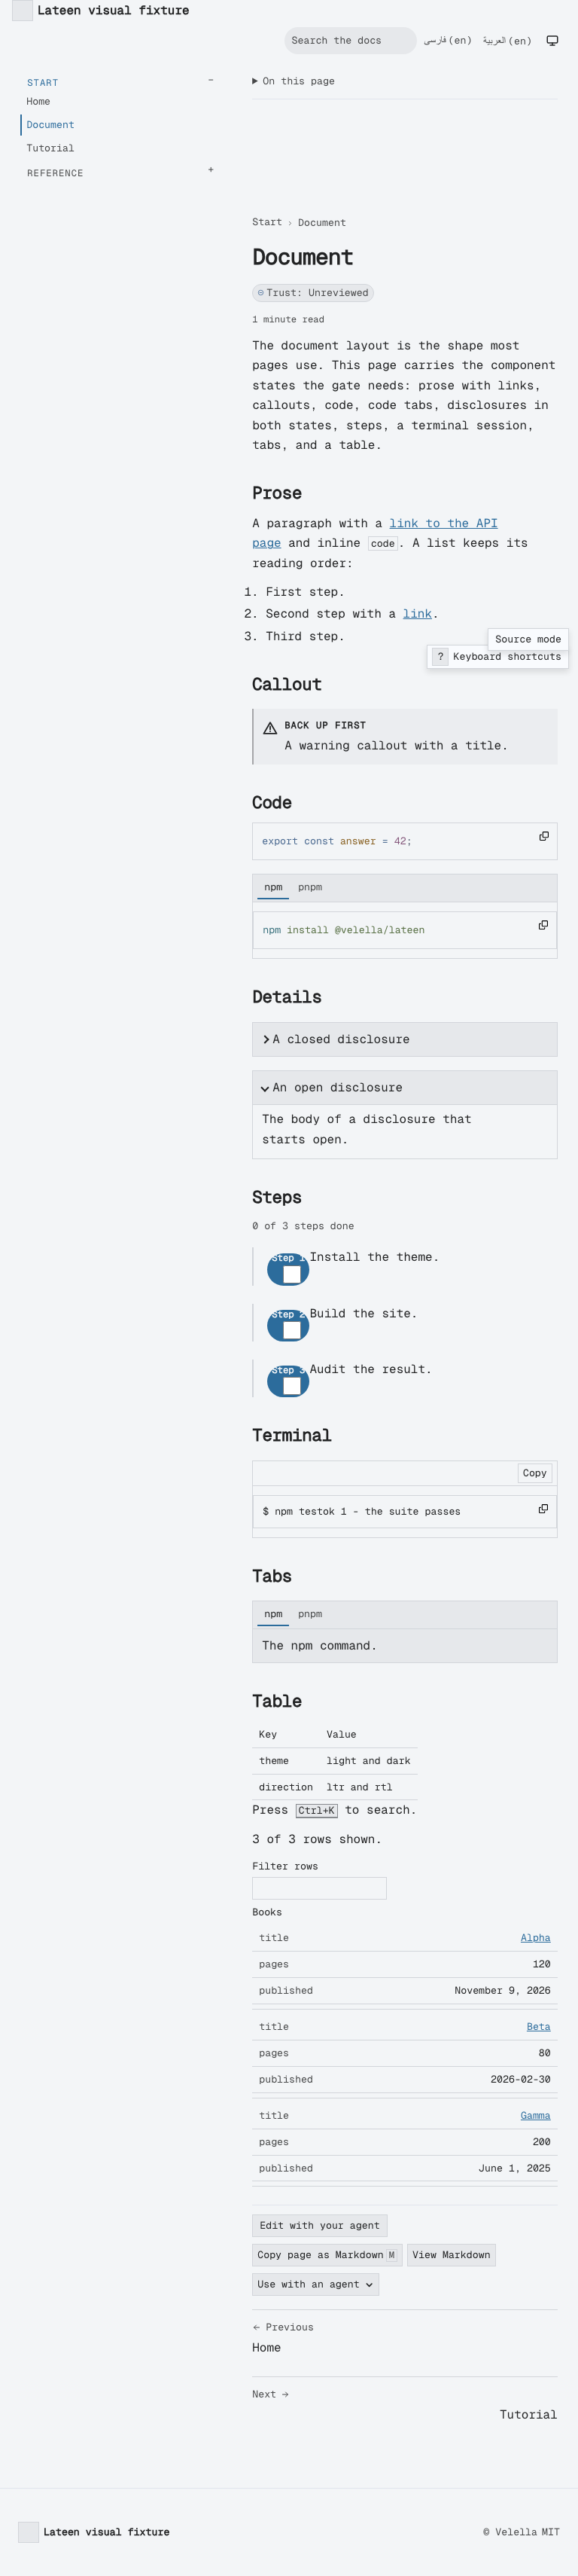 Lateen visual fixture
Search the docs
فارسی (en)
العربية (en)
START −
Home
Document
Tutorial
REFERENCE +
▶ On this page
Start › Document
Document
⊖ Trust: Unreviewed
1 minute read
The document layout is the shape most
pages use. This page carries the component
states the gate needs: prose with links,
callouts, code, code tabs, disclosures in
both states, steps, a terminal session,
tabs, and a table.
Prose
A paragraph with a link to the API
page and inline code. A list keeps its
reading order:
1. First step.
2. Second step with a link.
3. Third step.
Source mode
? Keyboard shortcuts
Callout
BACK UP FIRST
A warning callout with a title.
Code
export const answer = 42;
npm pnpm
npm install @velella/lateen
Details
A closed disclosure
An open disclosure
The body of a disclosure that
starts open.
Steps
0 of 3 steps done
Step 1 Install the theme.
Step 2 Build the site.
Step 3 Audit the result.
Terminal
Copy
$ npm testok 1 - the suite passes
Tabs
npm pnpm
The npm command.
Table
Key Value
theme light and dark
direction ltr and rtl
Press Ctrl+K to search.
3 of 3 rows shown.
Filter rows
Books
title Alpha
pages 120
published November 9, 2026
title Beta
pages 80
published 2026-02-30
title Gamma
pages 200
published June 1, 2025
Edit with your agent
Copy page as Markdown M View Markdown
Use with an agent
← Previous
Home
Next →
Tutorial
Lateen visual fixture
© Velella MIT